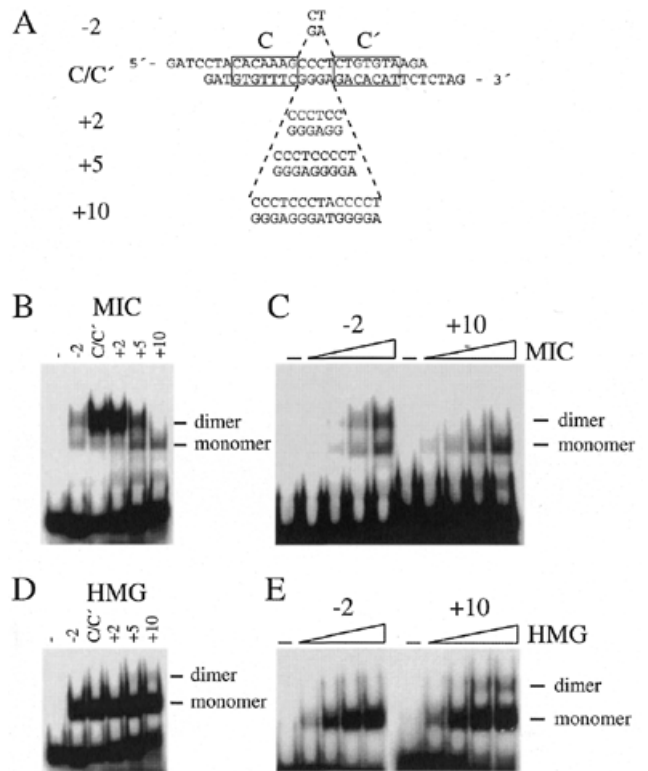 A
-2
CT
GA
C
C´
5´- GATCCTACACAAAGCCCTCTGTGTAAGA
C/C´
GATGTGTTTCGGGAGACACATTCTCTAG - 3´
+2
CCCTCC
GGGAGG
+5
CCCTCCCCT
GGGAGGGGA
+10
CCCTCCCTACCCCT
GGGAGGGATGGGGA
B
MIC
- -2 C/C´ +2 +5 +10
dimer
monomer
C
-2 +10
MIC
dimer
monomer
D
HMG
- -2 C/C´ +2 +5 +10
dimer
monomer
E
-2 +10
HMG
dimer
monomer